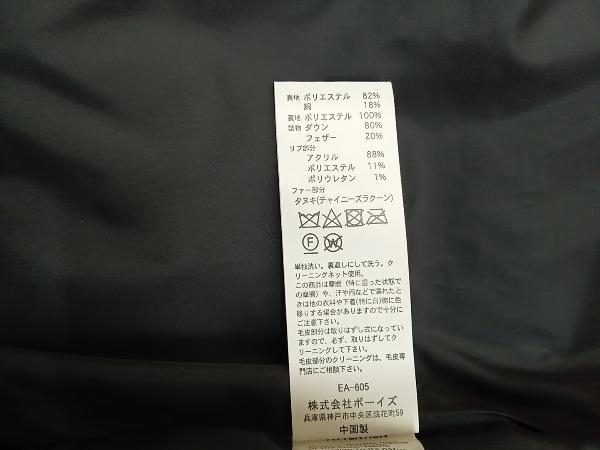 表地 ポリエステル 82%
綿 18%
裏地 ポリエステル 100%
詰物 ダウン 80%
フェザー 20%
リブ部分
アクリル 88%
ポリエステル 11%
ポリウレタン 1%
ファー部分
タヌキ(チャイニーズラクーン)
F W
単独洗い。裏返しにして洗う。ク
リーニングネット使用。
この商品は摩擦（特に湿った状態で
の摩擦）や、汗や雨などで濡れたと
きは他の衣料や下着(特に白)物に色
移りする場合がありますので十分に
ご注意下さい。
毛皮部分は取りはずし式になってい
ますので、必ず、取りはずしてク
リーニングして下さい。
毛皮部分のクリーニングは、毛皮専
門店にご相談下さい。
EA-605
株式会社ボーイズ
兵庫県神戸市中央区浪花町59
中国製
ATTENTION